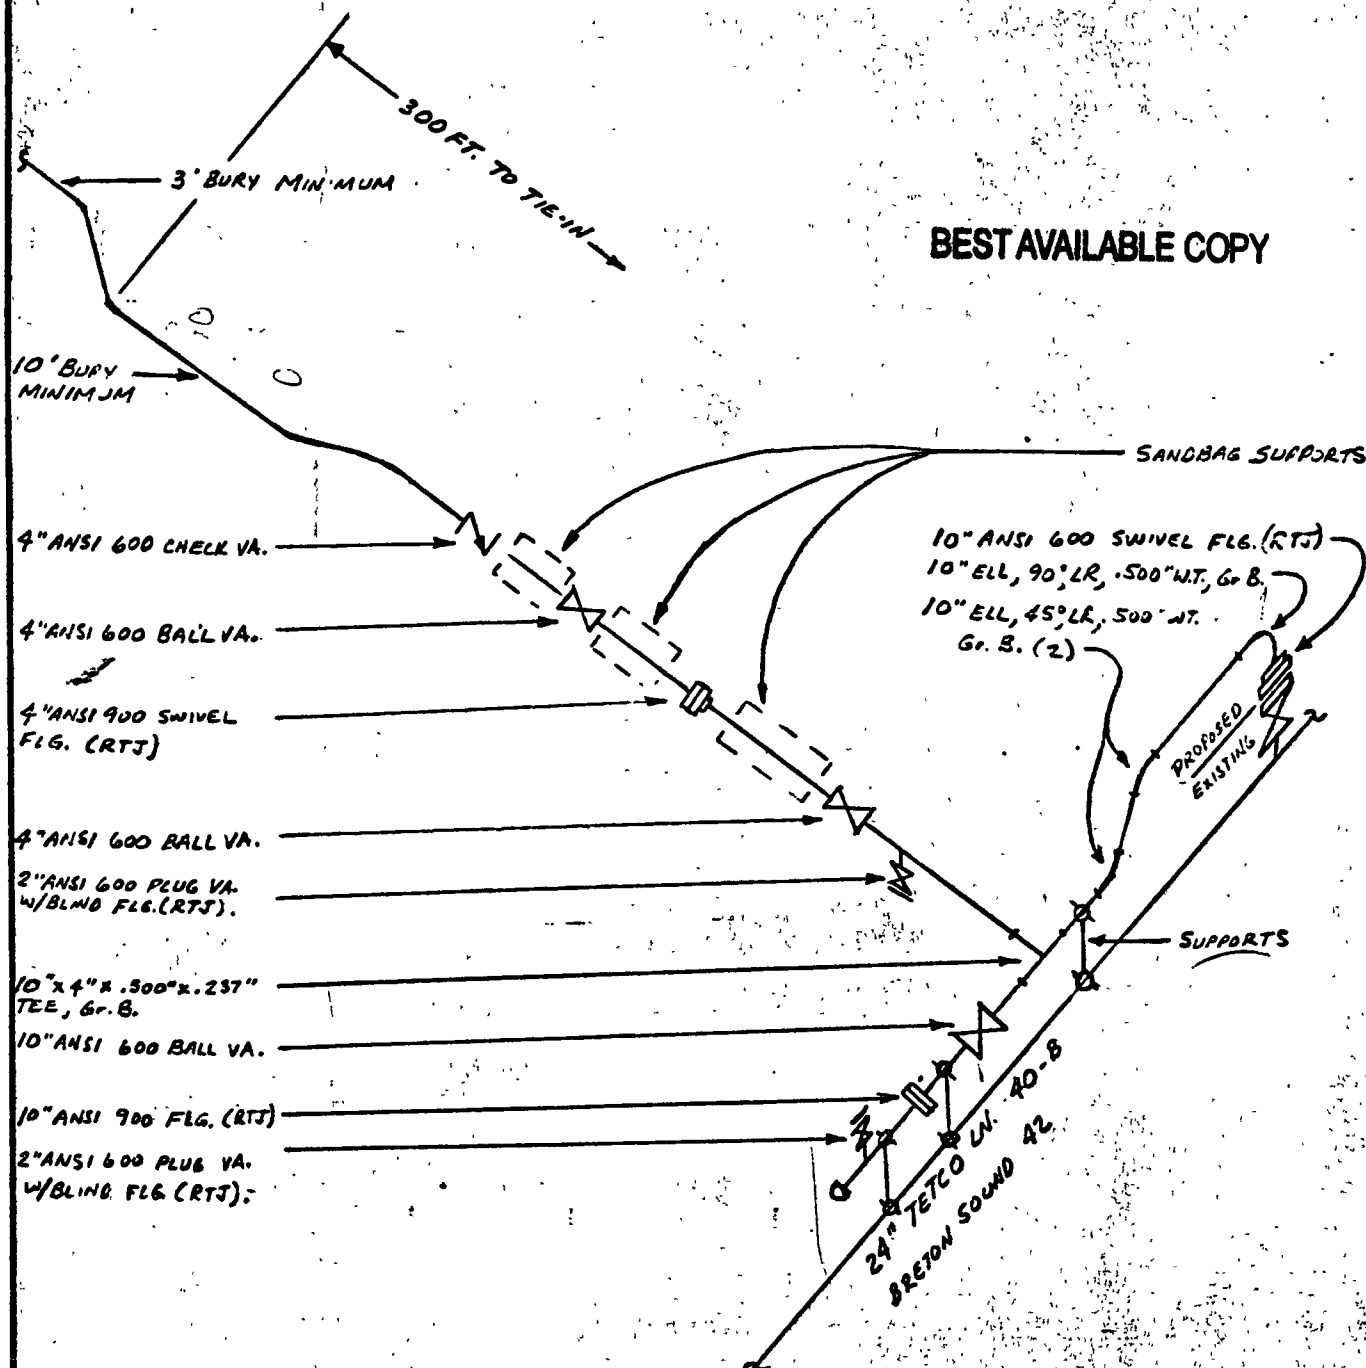 300 FT. TO TIE-IN
3' BURY MINIMUM
BEST AVAILABLE COPY
10' BURY
MINIMUM
SANDBAG SUPPORTS
4" ANSI 600 CHECK VA.
10" ANSI 600 SWIVEL FLG. (RTJ)
10" ELL, 90°, LR, .500" W.T., Gr B.
10" ELL, 45°, LR, .500" WT.
Gr. B. (2)
4" ANSI 600 BALL VA.
4" ANSI 900 SWIVEL
FLG. (RTJ)
PROPOSED
EXISTING
4" ANSI 600 BALL VA.
2" ANSI 600 PLUG VA.
W/BLIND FLG. (RTJ).
SUPPORTS
10" x 4" x .500" x .237"
TEE, Gr. B.
10" ANSI 600 BALL VA.
10" ANSI 900 FLG. (RTJ)
2" ANSI 600 PLUG VA.
W/BLIND FLG (RTJ).
24" TETCO LN. 40-B
BRETON SOUND 42